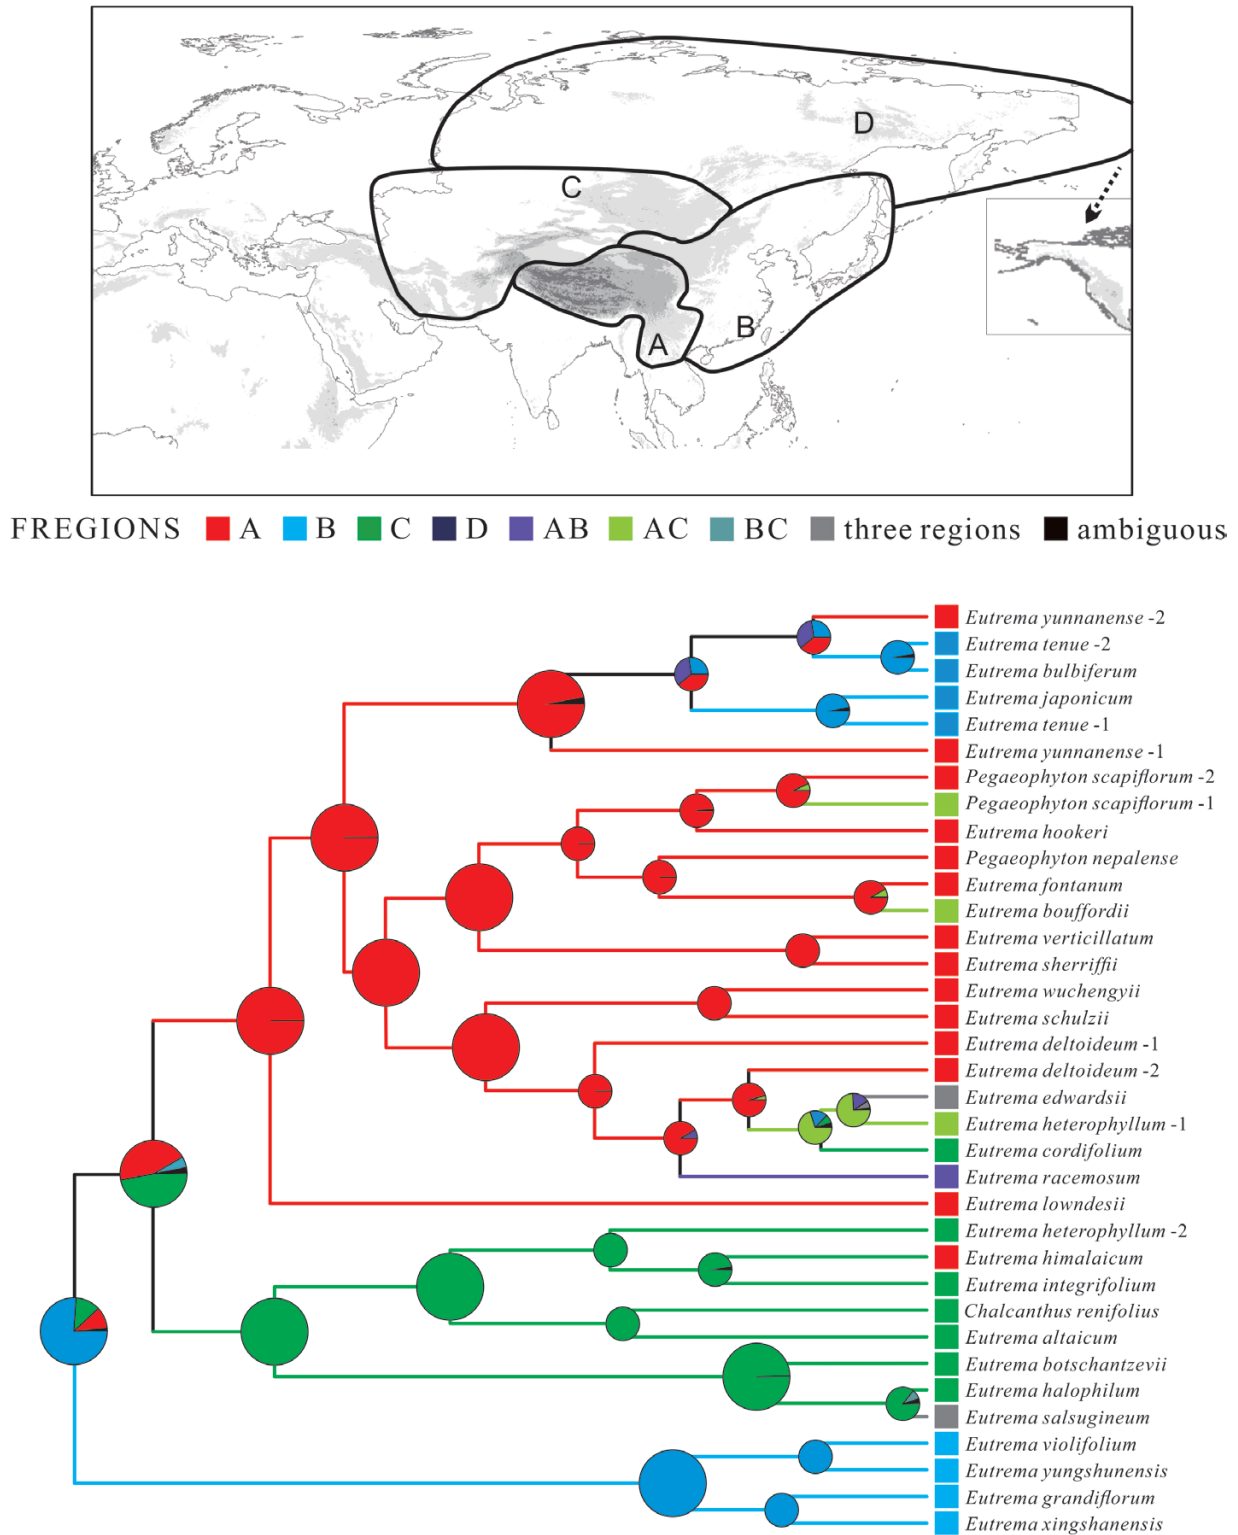 D
C
B
A
FREGIONS A B C D AB AC BC three regions ambiguous
Eutrema yunnanense -2
Eutrema tenue -2
Eutrema bulbiferum
Eutrema japonicum
Eutrema tenue -1
Eutrema yunnanense -1
Pegaeophyton scapiflorum -2
Pegaeophyton scapiflorum -1
Eutrema hookeri
Pegaeophyton nepalense
Eutrema fontanum
Eutrema bouffordii
Eutrema verticillatum
Eutrema sherriffii
Eutrema wuchengyii
Eutrema schulzii
Eutrema deltoideum -1
Eutrema deltoideum -2
Eutrema edwardsii
Eutrema heterophyllum -1
Eutrema cordifolium
Eutrema racemosum
Eutrema lowndesii
Eutrema heterophyllum -2
Eutrema himalaicum
Eutrema integrifolium
Chalcanthus renifolius
Eutrema altaicum
Eutrema botschantzevii
Eutrema halophilum
Eutrema salsugineum
Eutrema violifolium
Eutrema yungshunensis
Eutrema grandiflorum
Eutrema xingshanensis